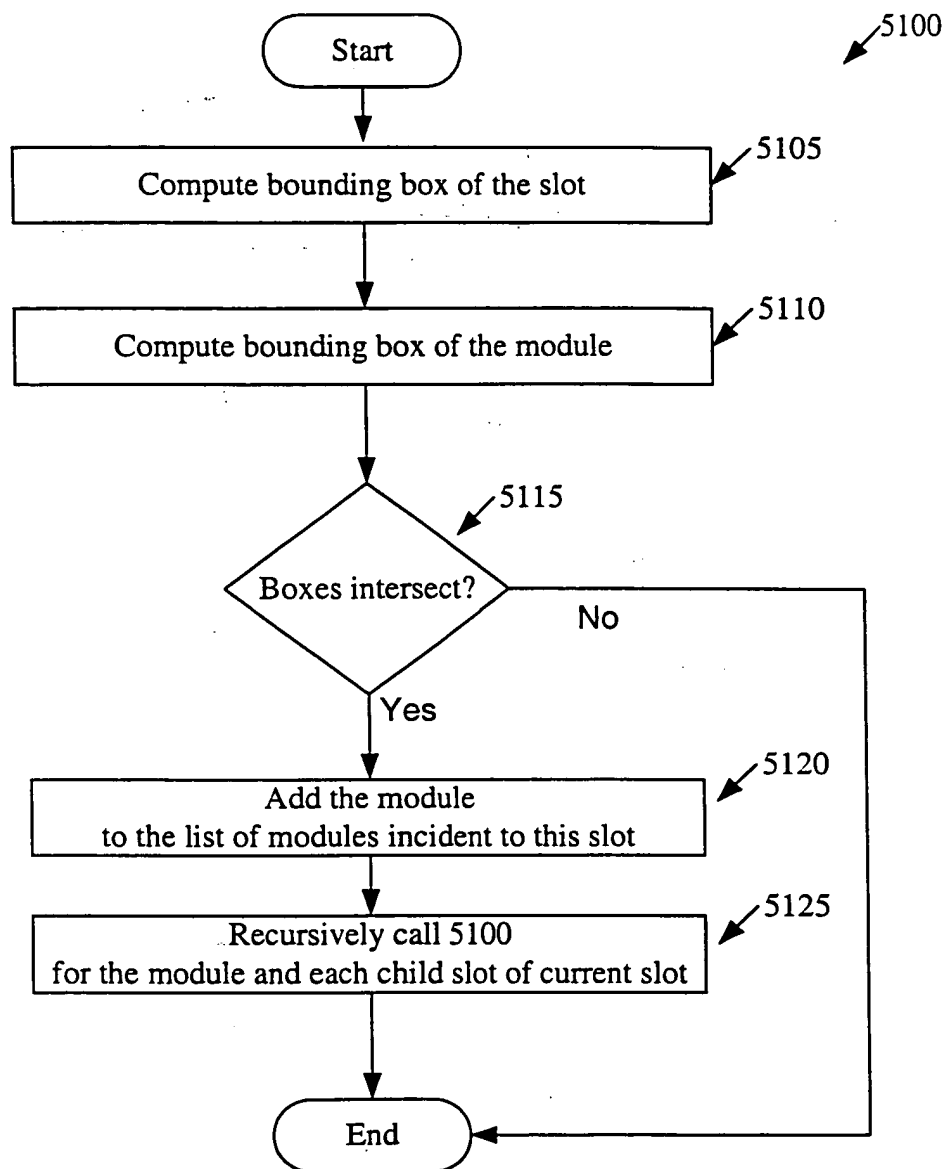 5100
Start
5105
Compute bounding box of the slot
5110
Compute bounding box of the module
5115
Boxes intersect?
No
Yes
5120
Add the module
to the list of modules incident to this slot
5125
Recursively call 5100
for the module and each child slot of current slot
End